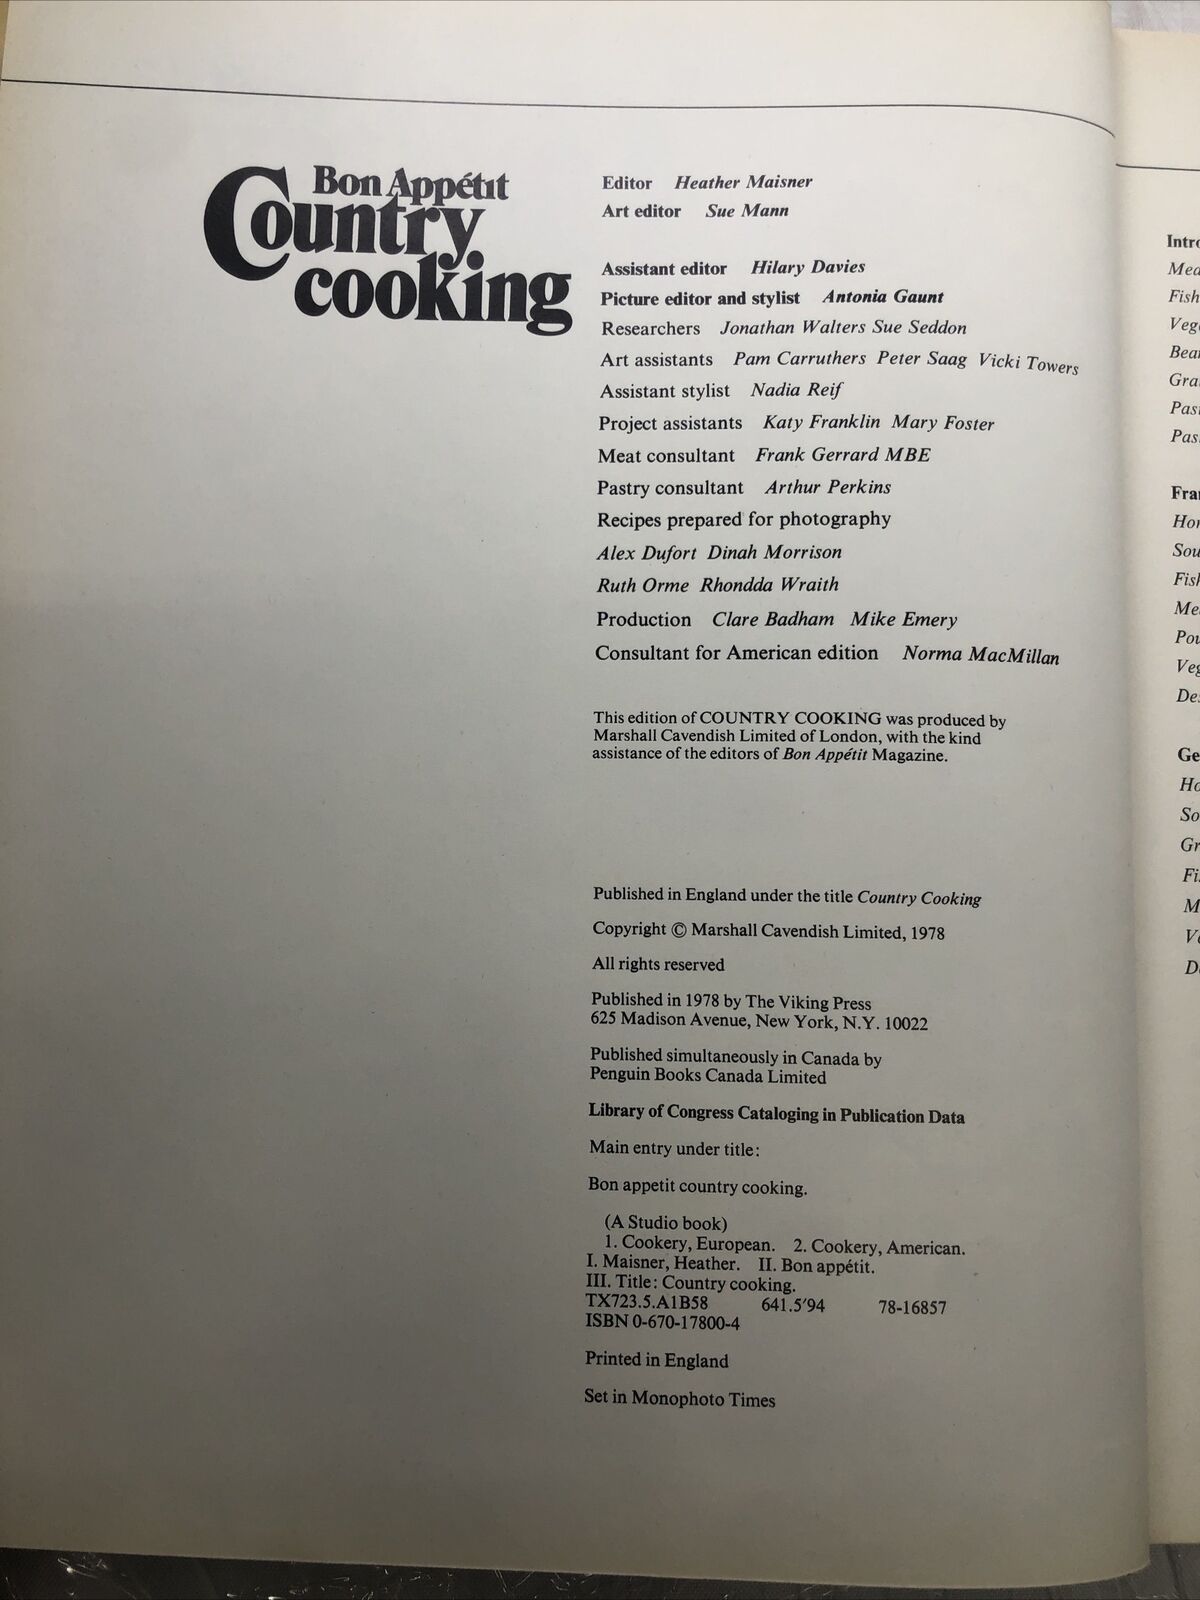 Bon Appétit
Country
cooking
Editor Heather Maisner
Art editor Sue Mann
Assistant editor Hilary Davies
Picture editor and stylist Antonia Gaunt
Researchers Jonathan Walters Sue Seddon
Art assistants Pam Carruthers Peter Saag Vicki Towers
Assistant stylist Nadia Reif
Project assistants Katy Franklin Mary Foster
Meat consultant Frank Gerrard MBE
Pastry consultant Arthur Perkins
Recipes prepared for photography
Alex Dufort Dinah Morrison
Ruth Orme Rhondda Wraith
Production Clare Badham Mike Emery
Consultant for American edition Norma MacMillan
This edition of COUNTRY COOKING was produced by
Marshall Cavendish Limited of London, with the kind
assistance of the editors of Bon Appétit Magazine.
Published in England under the title Country Cooking
Copyright © Marshall Cavendish Limited, 1978
All rights reserved
Published in 1978 by The Viking Press
625 Madison Avenue, New York, N.Y. 10022
Published simultaneously in Canada by
Penguin Books Canada Limited
Library of Congress Cataloging in Publication Data
Main entry under title:
Bon appetit country cooking.
(A Studio book)
1. Cookery, European. 2. Cookery, American.
I. Maisner, Heather. II. Bon appétit.
III. Title: Country cooking.
TX723.5.A1B58 641.5'94 78-16857
ISBN 0-670-17800-4
Printed in England
Set in Monophoto Times
Fish